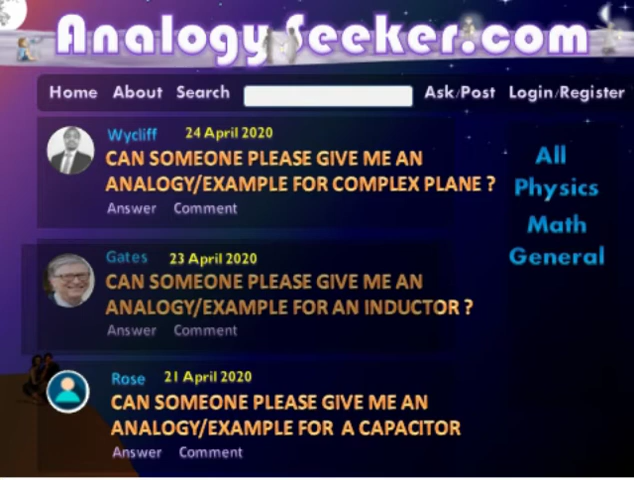 Analogy Seeker.com
Home About Search Ask/Post Login/Register
Wycliff 24 April 2020
CAN SOMEONE PLEASE GIVE ME AN
ANALOGY/EXAMPLE FOR COMPLEX PLANE ?
Answer Comment
Gates 23 April 2020
CAN SOMEONE PLEASE GIVE ME AN
ANALOGY/EXAMPLE FOR AN INDUCTOR ?
Answer Comment
Rose 21 April 2020
CAN SOMEONE PLEASE GIVE ME AN
ANALOGY/EXAMPLE FOR A CAPACITOR
Answer Comment
All
Physics
Math
General